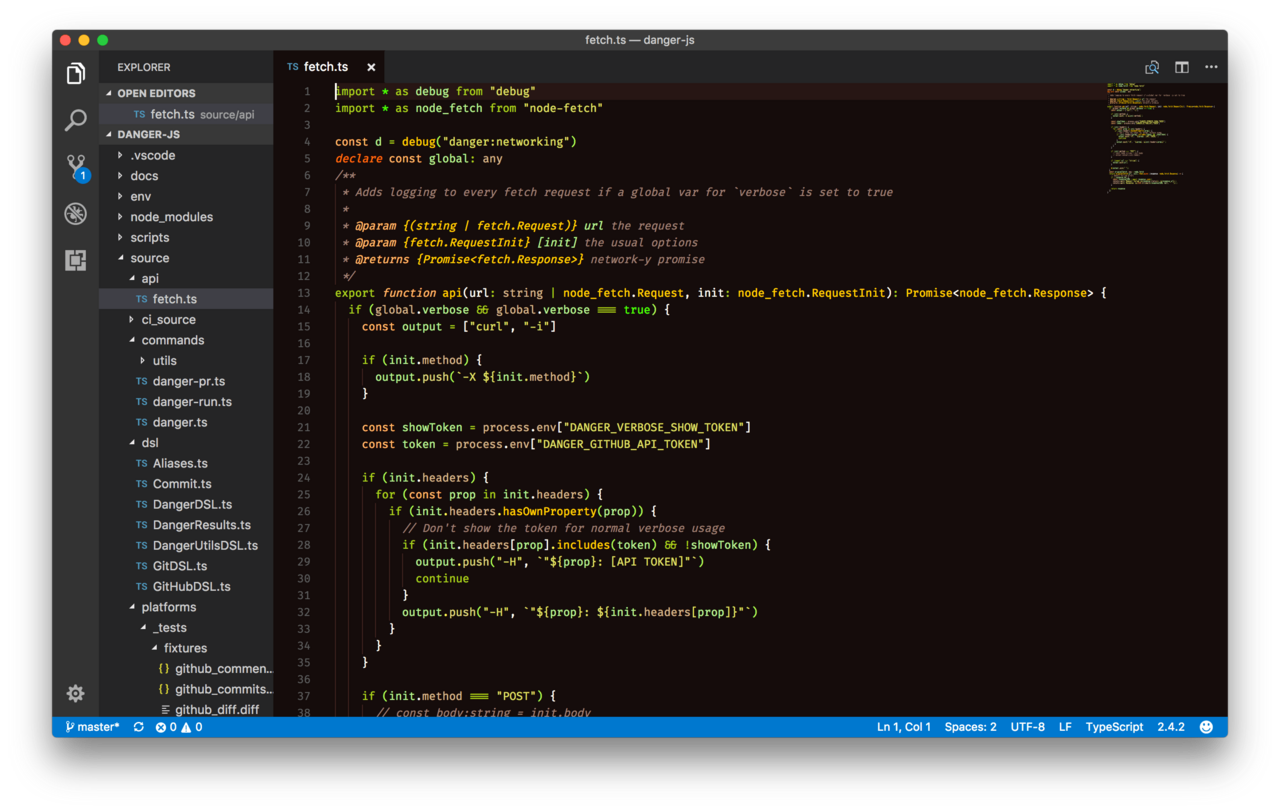 fetch.ts — danger-js
EXPLORER
OPEN EDITORS
TS fetch.ts source/api
DANGER-JS
.vscode
docs
env
node_modules
scripts
source
api
TS fetch.ts
ci_source
commands
utils
TS danger-pr.ts
TS danger-run.ts
TS danger.ts
dsl
TS Aliases.ts
TS Commit.ts
TS DangerDSL.ts
TS DangerResults.ts
TS DangerUtilsDSL.ts
TS GitDSL.ts
TS GitHubDSL.ts
platforms
_tests
fixtures
{} github_commen...
{} github_commits...
github_diff.diff
1
TS fetch.ts ×
1 import * as debug from "debug"
2 import * as node_fetch from "node-fetch"
3
4 const d = debug("danger:networking")
5 declare const global: any
6 /**
7 * Adds logging to every fetch request if a global var for `verbose` is set to true
8 *
9 * @param {(string | fetch.Request)} url the request
10 * @param {fetch.RequestInit} [init] the usual options
11 * @returns {Promise<fetch.Response>} network-y promise
12 */
13 export function api(url: string | node_fetch.Request, init: node_fetch.RequestInit): Promise<node_fetch.Response> {
14 if (global.verbose && global.verbose === true) {
15 const output = ["curl", "-i"]
16
17 if (init.method) {
18 output.push(`-X ${init.method}`)
19 }
20
21 const showToken = process.env["DANGER_VERBOSE_SHOW_TOKEN"]
22 const token = process.env["DANGER_GITHUB_API_TOKEN"]
23
24 if (init.headers) {
25 for (const prop in init.headers) {
26 if (init.headers.hasOwnProperty(prop)) {
27 // Don't show the token for normal verbose usage
28 if (init.headers[prop].includes(token) && !showToken) {
29 output.push("-H", `"${prop}: [API TOKEN]"`)
30 continue
31 }
32 output.push("-H", `"${prop}: ${init.headers[prop]}"`)
33 }
34 }
35 }
36
37 if (init.method === "POST") {
38 // const body:string = init.body
master* 0 0
Ln 1, Col 1 Spaces: 2 UTF-8 LF TypeScript 2.4.2